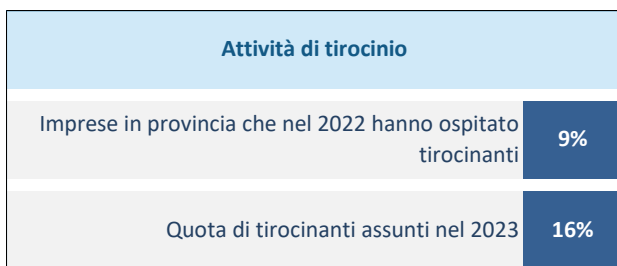 Attività di tirocinio
Imprese in provincia che nel 2022 hanno ospitato
tirocinanti
9%
Quota di tirocinanti assunti nel 2023
16%